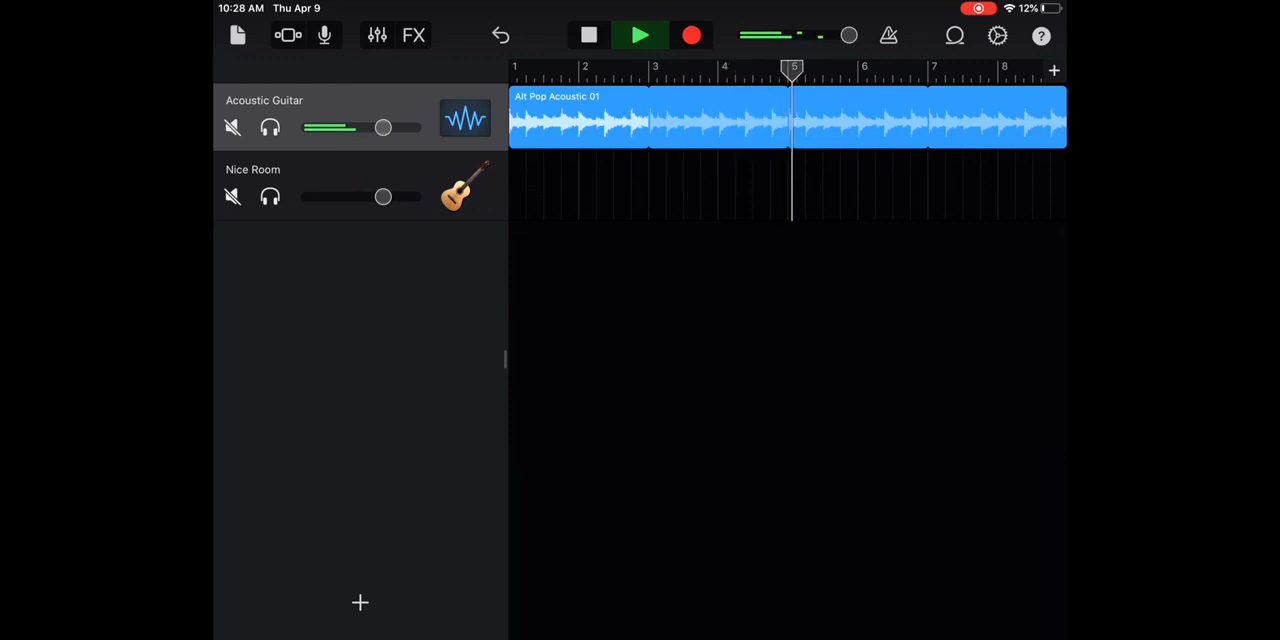 10:28 AM Thu Apr 9
12%
FX
?
1 2 3 4 5 6 7 8 +
Acoustic Guitar
Alt Pop Acoustic 01
Nice Room
+